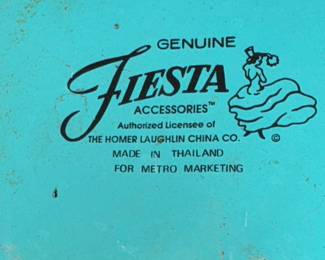 GENUINE
FIESTA
ACCESSORIES™
Authorized Licensee of
THE HOMER LAUGHLIN CHINA CO.
©
MADE IN THAILAND
FOR METRO MARKETING